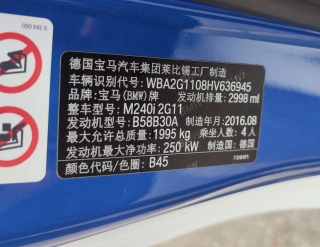 德国宝马汽车集团莱比锡工厂制造
车辆识别代号: WBA2G1108HV636945
品牌: 宝马(BMW) 发动机排量: 2998 ml
整车型号: M240i 2G11
发动机型号: B58B30A 制造年月: 2016.08
最大允许总质量: 1995 kg 乘坐人数: 4 人
发动机最大净功率: 250 kW 制造国: 德国
颜色代码/色圈: B45